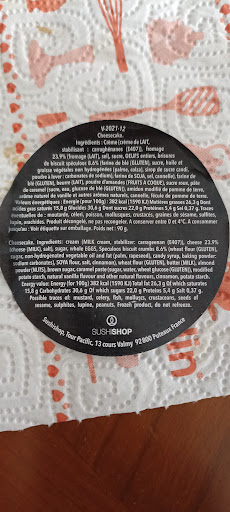 V-2021-12
Cheesecake.
Ingrédients : Crème (crème de LAIT,
stabilisant : carraghénanes (E407)), fromage
23,9% (fromage (LAIT), sel), sucre, OEUFS entiers, brisures
de biscuit spéculoos 8.6% (farine de blé (GLUTEN), sucre, huile et
graisse végétales non hydrogénées (palme, colza), sirop de sucre candi,
poudre à lever : carbonates de sodium), farine de SOJA, sel, cannelle), farine de
blé (GLUTEN), beurre (LAIT), poudre d'amandes (FRUITS A COQUE), sucre roux, pâte
de caramel (sucre, eau, glucose de blé (GLUTEN)), amidon modifié de pomme de terre,
arôme naturel de vanille et autres arômes naturels, cannelle, fécule de pomme de terre.
Valeurs énergétiques : Energie (pour 100g) : 382 kcal (1590 KJ) Matières grasses 26,3 g Dont
acides gras saturés 15,8 g Glucides 30,6 g Dont sucres 22,0 g Protéines 5,4 g Sel 0,37 g. Traces
éventuelles de : moutarde, céleri, poisson, mollusques, crustacés, graines de sésame, sulfites,
lupin, arachides. Produit décongelé, ne pas recongeler. A conserver entre 0 et 4°C. A consommer
jusqu'au : Voir étiquette sur emballage. Poids net : 90 g.
Cheesecake. Ingredients: cream (MILK cream, stabilizer: carrageenan (E407)), cheese 23.9%
(cheese (MILK), salt), sugar, whole EGGS, Speculoos biscuit crumbs 8.6% (wheat flour (GLUTEN),
sugar, non-hydrogenated vegetable oil and fat (palm, rapeseed), candy syrup, baking powder:
sodium carbonates), SOYA flour, salt, cinnamon), wheat flour (GLUTEN), butter (MILK), almond
powder (NUTS), brown sugar, caramel paste (sugar, water, wheat glucose (GLUTEN)), modified
potato starch, natural vanilla flavour and other natural flavours, cinnamon, potato starch.
Energy value: Energy (for 100g) : 382 kcal (1590 KJ) Total fat 26,3 g Of which saturates
15,8 g Carbohydrates 30,6 g Of which sugars 22,0 g Proteins 5,4 g Salt 0,37 g.
Possible traces of: mustard, celery, fish, molluscs, crustaceans, seeds of
sesame, sulphites, lupine, peanuts. Frozen product, do not refreeze.
SUSHISHOP
Sushishop, Tour Pacific, 13 cours Valmy 92800 Puteaux France